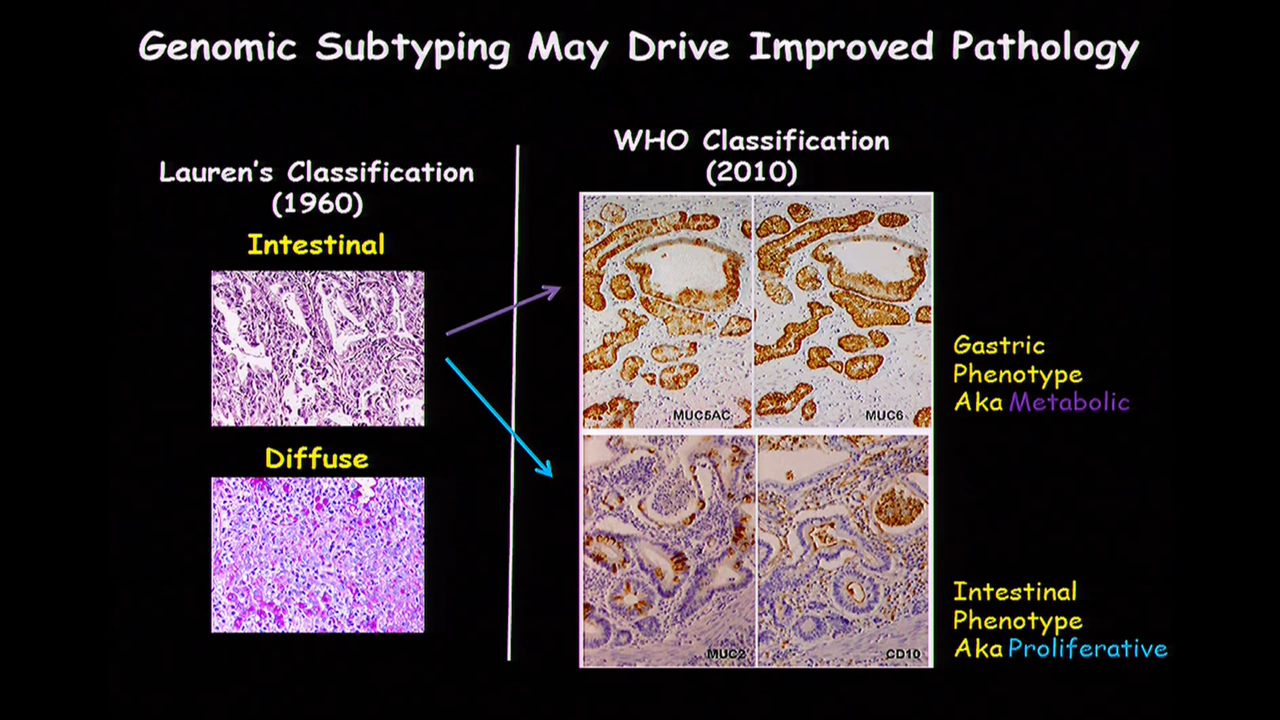 Genomic Subtyping May Drive Improved Pathology
Lauren's Classification
(1960)
Intestinal
Diffuse
WHO Classification
(2010)
MUC5AC
MUC6
MUC2
CD10
Gastric
Phenotype
Aka Metabolic
Intestinal
Phenotype
Aka Proliferative